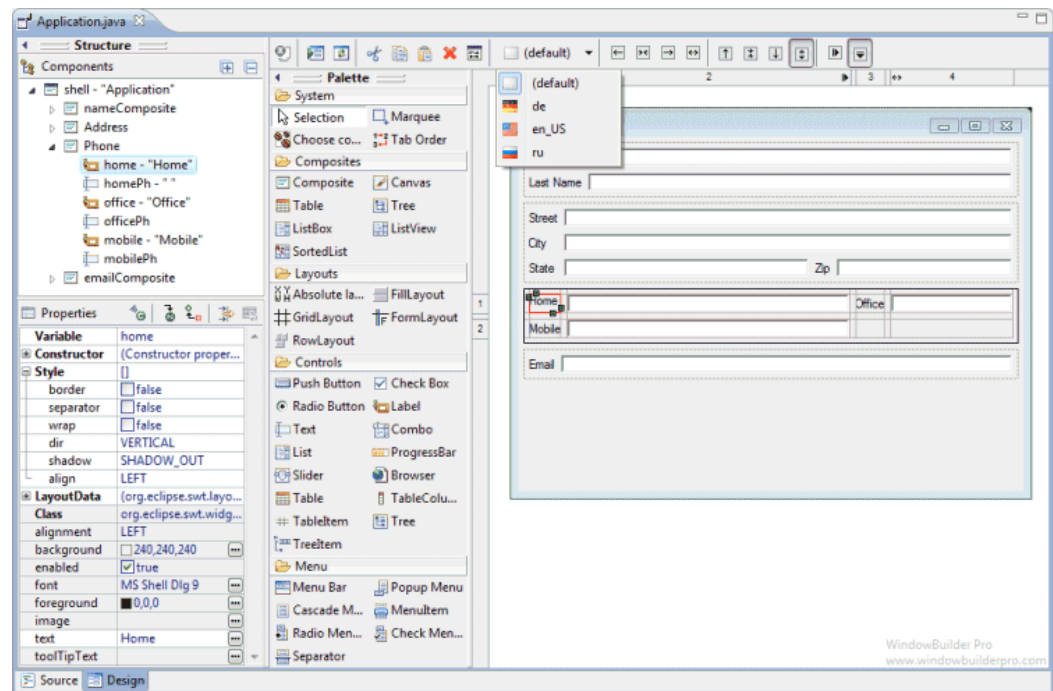 Application.java
Structure
Components
shell - "Application"
nameComposite
Address
Phone
home - "Home"
homePh - " "
office - "Office"
officePh
mobile - "Mobile"
mobilePh
emailComposite
Properties
Variable home
Constructor (Constructor proper...
Style []
border false
separator false
wrap false
dir VERTICAL
shadow SHADOW_OUT
align LEFT
LayoutData (org.eclipse.swt.layo...
Class org.eclipse.swt.widg...
alignment LEFT
background 240,240,240
enabled true
font MS Shell Dlg 9
foreground 0,0,0
image
text Home
toolTipText
Source Design
Palette
System
Selection Marquee
Choose co... Tab Order
Composites
Composite Canvas
Table Tree
ListBox ListView
SortedList
Layouts
Absolute la... FillLayout
GridLayout FormLayout
RowLayout
Controls
Push Button Check Box
Radio Button Label
Text Combo
List ProgressBar
Slider Browser
Table TableColu...
TableItem Tree
TreeItem
Menu
Menu Bar Popup Menu
Cascade M... MenuItem
Radio Men... Check Men...
Separator
(default)
(default)
de
en_US
ru
2 3 4
Last Name
Street
City
State Zip
1
Home Office
2
Mobile
Email
WindowBuilder Pro
www.windowbuilderpro.com